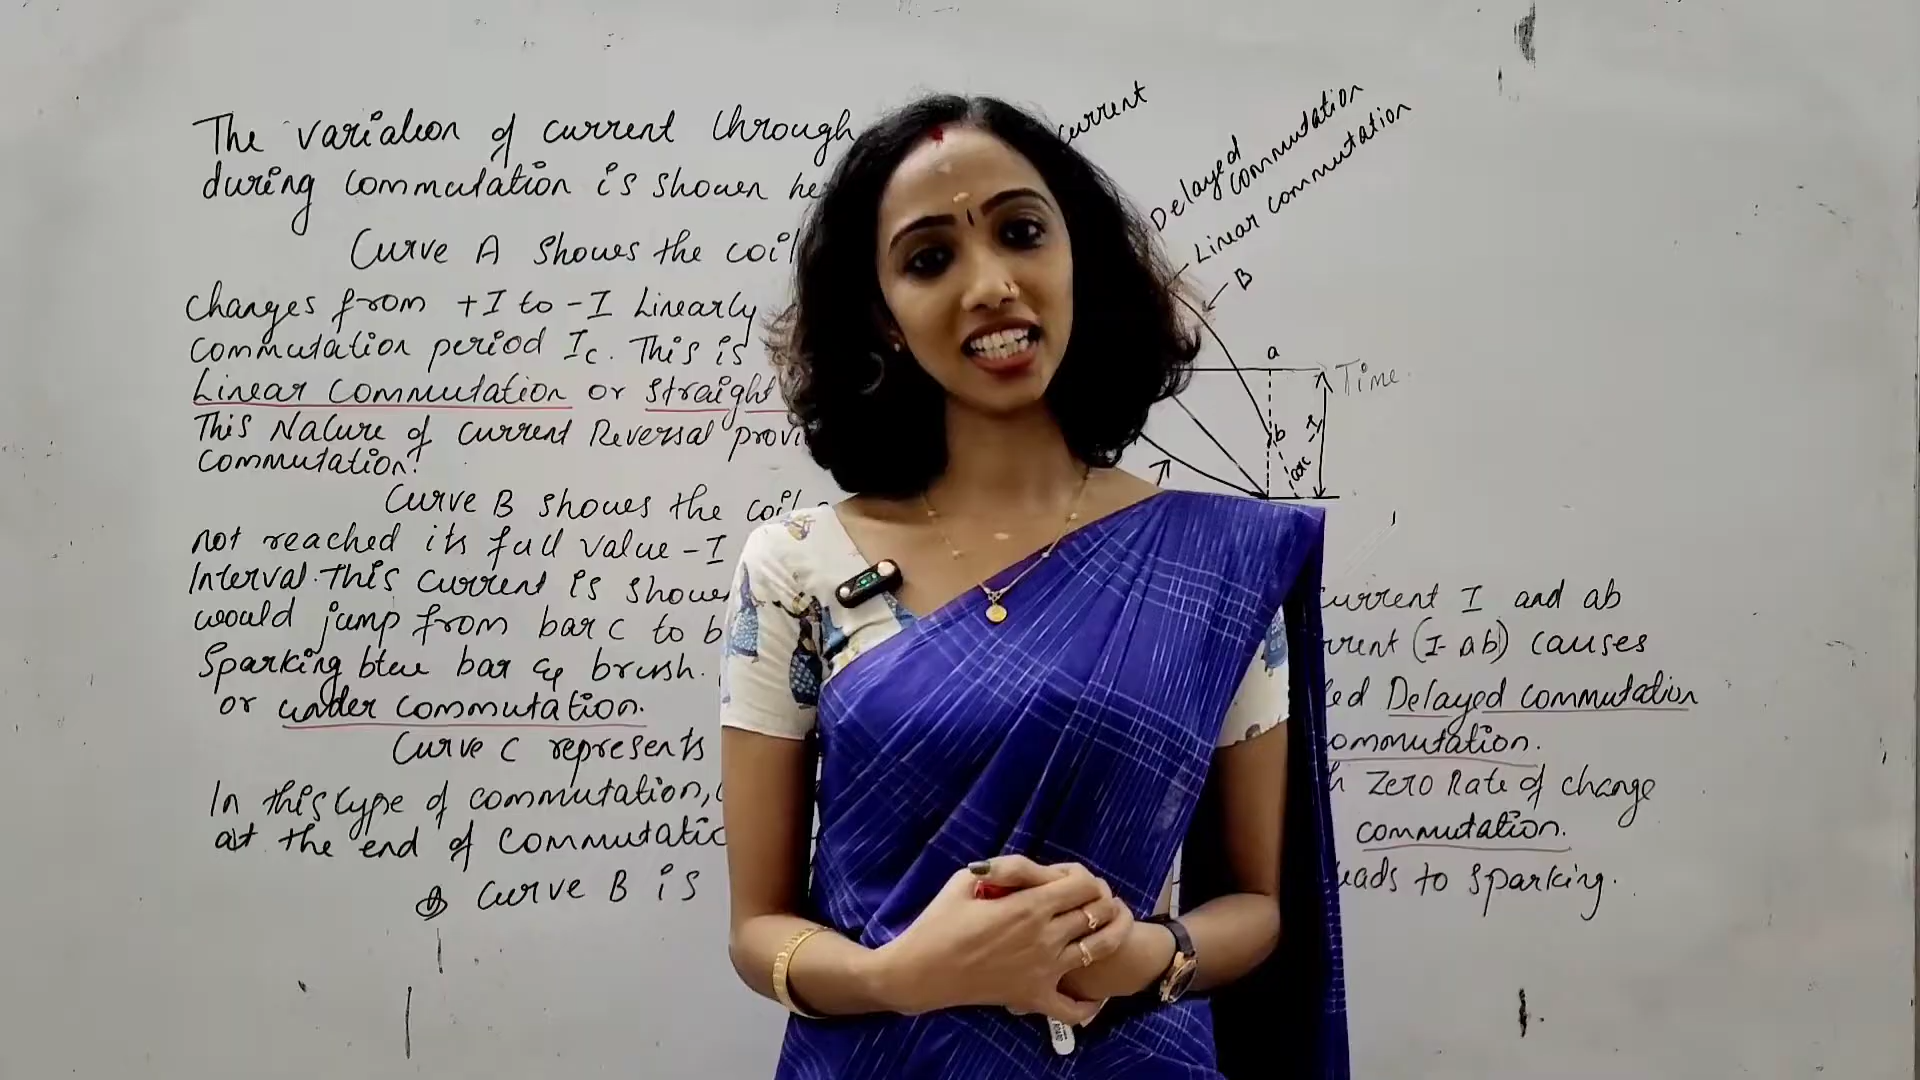 The variation of current through
during commutation is shown he
Curve A shows the coil
changes from +I to -I Linearly
commutation period Ic. This is
Linear commutation or straight
This Nature of current Reversal provi
commutation.
Curve B shows the coil
not reached its full value -I
Interval. This current is shown
would jump from bar C to b
Sparking btw bar & brush.
or under commutation.
Curve C represents
In this type of commutation,
at the end of commutatio
Curve B is
current
Delayed
commutation
Linear commutation
B
a
Time
b
-I
arc
current I and ab
rrent (I-ab) causes
led Delayed commutation
ommutation.
h Zero Rate of change
commutation.
leads to sparking.